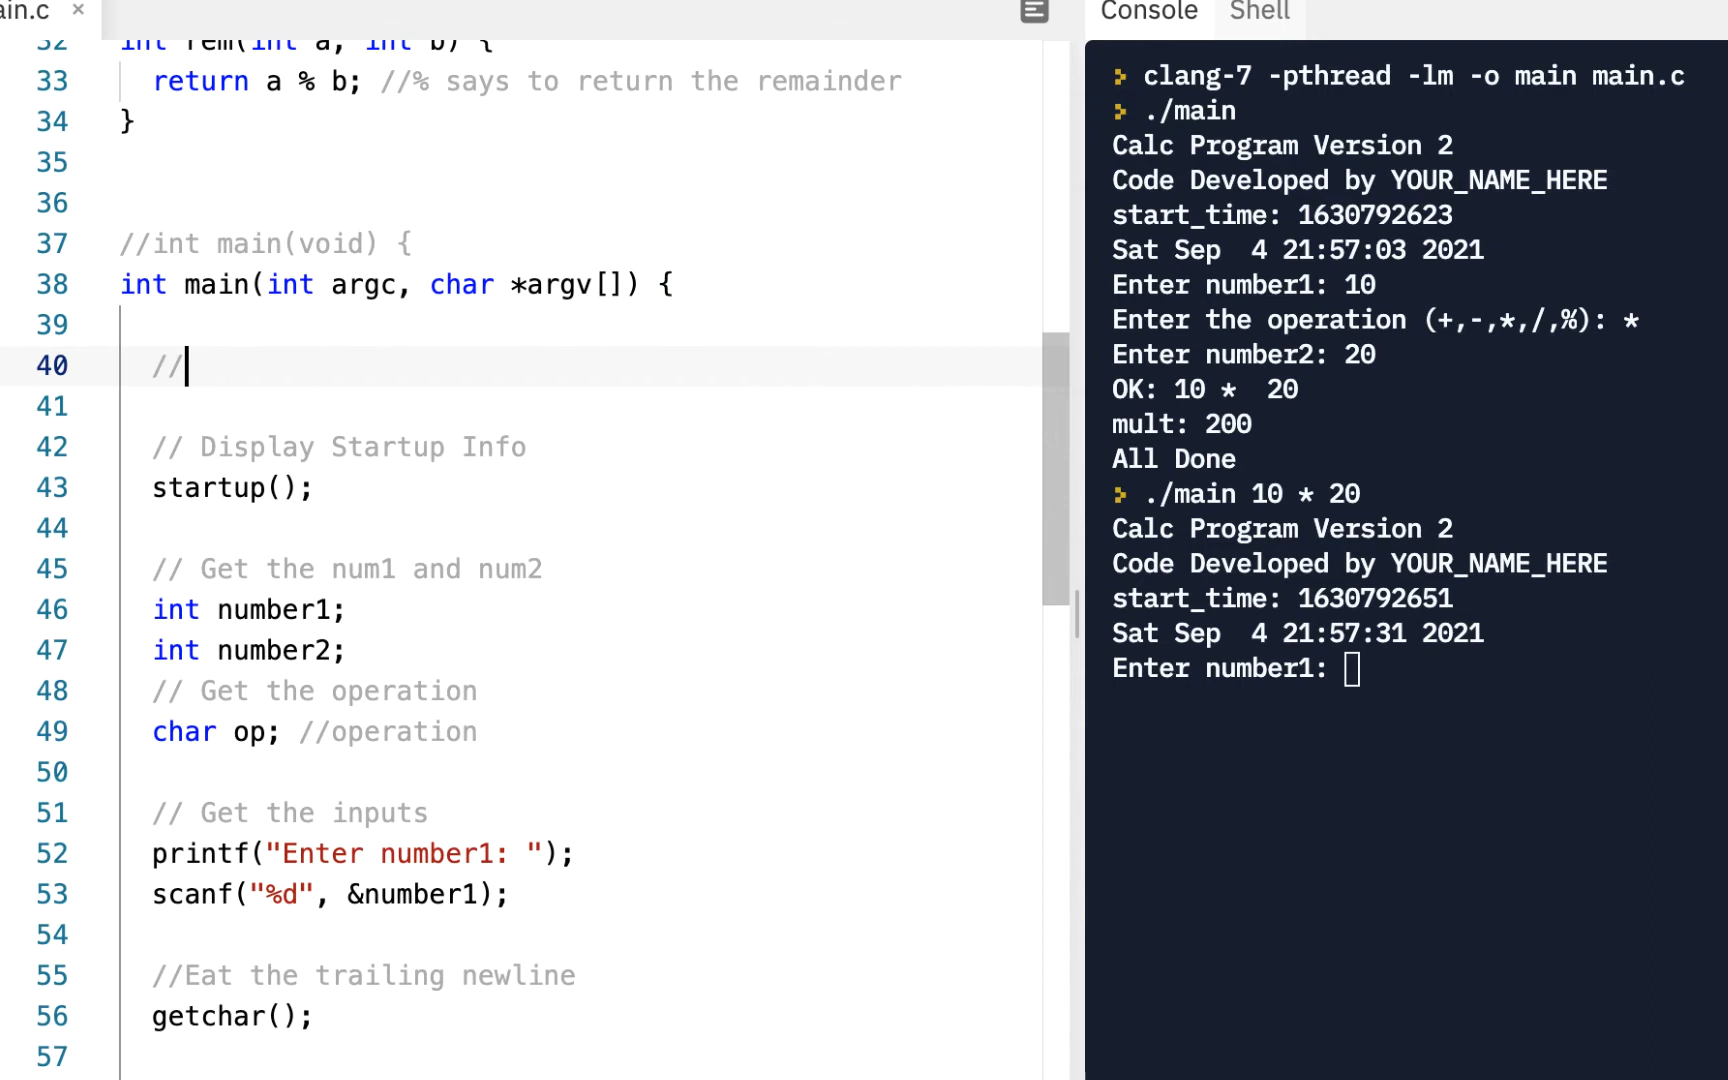 ain.c ×
32 int rem(int a, int b) {
33 return a % b; //% says to return the remainder
34 }
35
36
37 //int main(void) {
38 int main(int argc, char *argv[]) {
39
40 //
41
42 // Display Startup Info
43 startup();
44
45 // Get the num1 and num2
46 int number1;
47 int number2;
48 // Get the operation
49 char op; //operation
50
51 // Get the inputs
52 printf("Enter number1: ");
53 scanf("%d", &number1);
54
55 //Eat the trailing newline
56 getchar();
57
Console Shell
clang-7 -pthread -lm -o main main.c
./main
Calc Program Version 2
Code Developed by YOUR_NAME_HERE
start_time: 1630792623
Sat Sep  4 21:57:03 2021
Enter number1: 10
Enter the operation (+,-,*,/,%): *
Enter number2: 20
OK: 10 *  20
mult: 200
All Done
./main 10 * 20
Calc Program Version 2
Code Developed by YOUR_NAME_HERE
start_time: 1630792651
Sat Sep  4 21:57:31 2021
Enter number1: